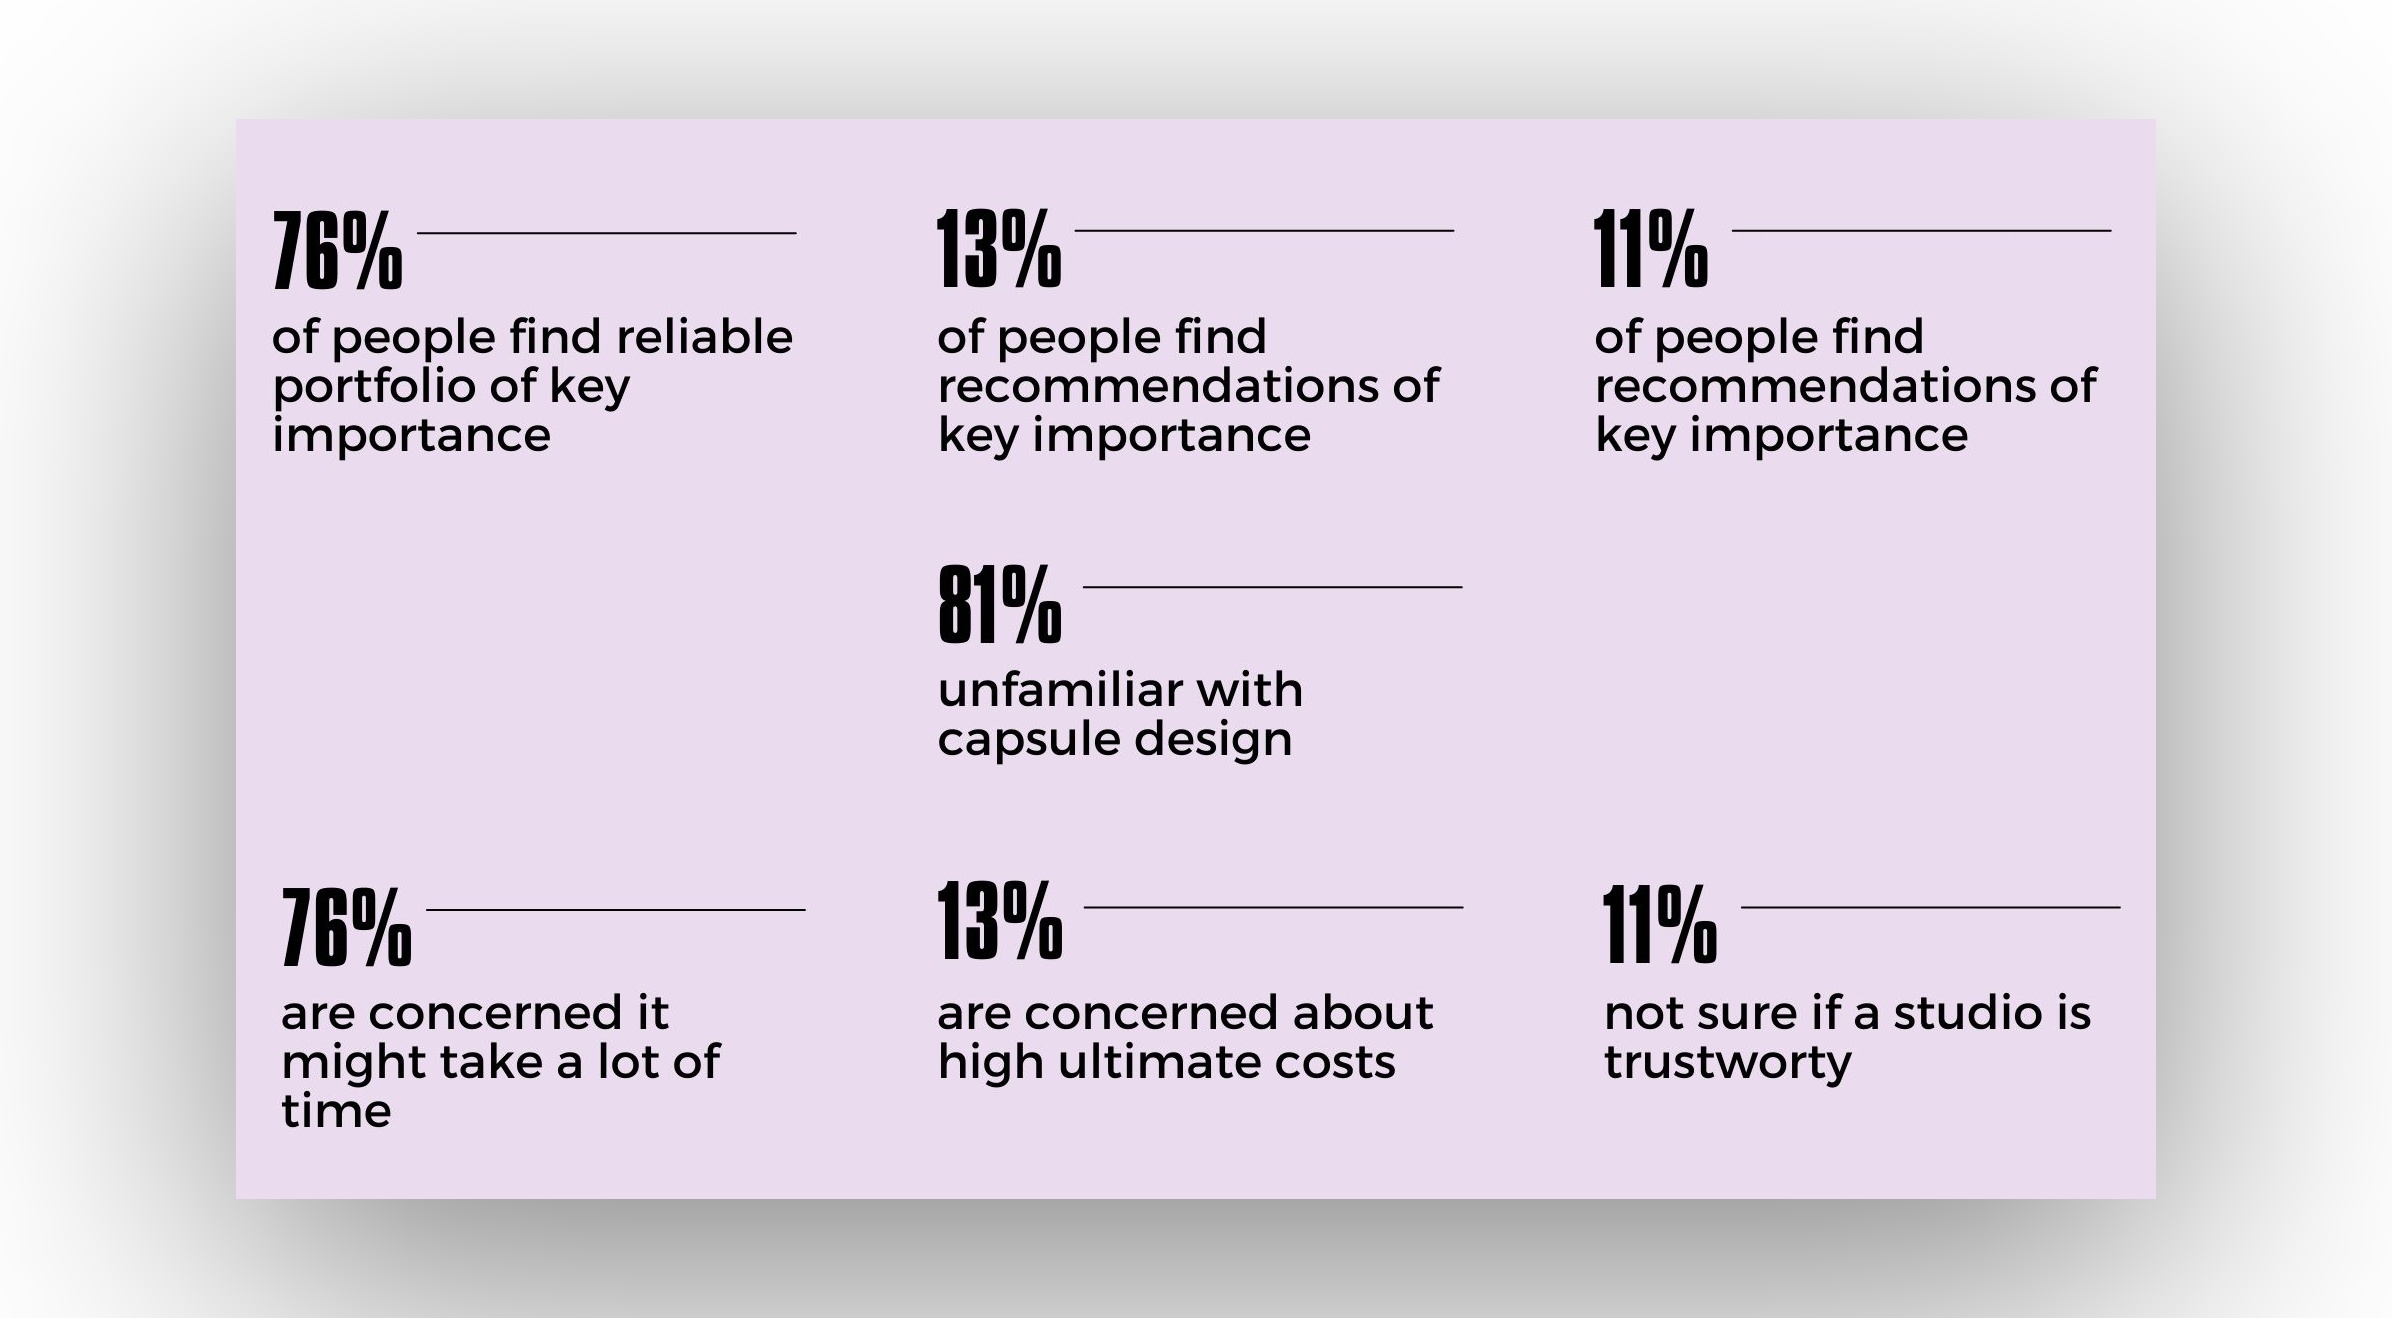 76%
of people find reliable
portfolio of key
importance
13%
of people find
recommendations of
key importance
11%
of people find
recommendations of
key importance
81%
unfamiliar with
capsule design
76%
are concerned it
might take a lot of
time
13%
are concerned about
high ultimate costs
11%
not sure if a studio is
trustworty